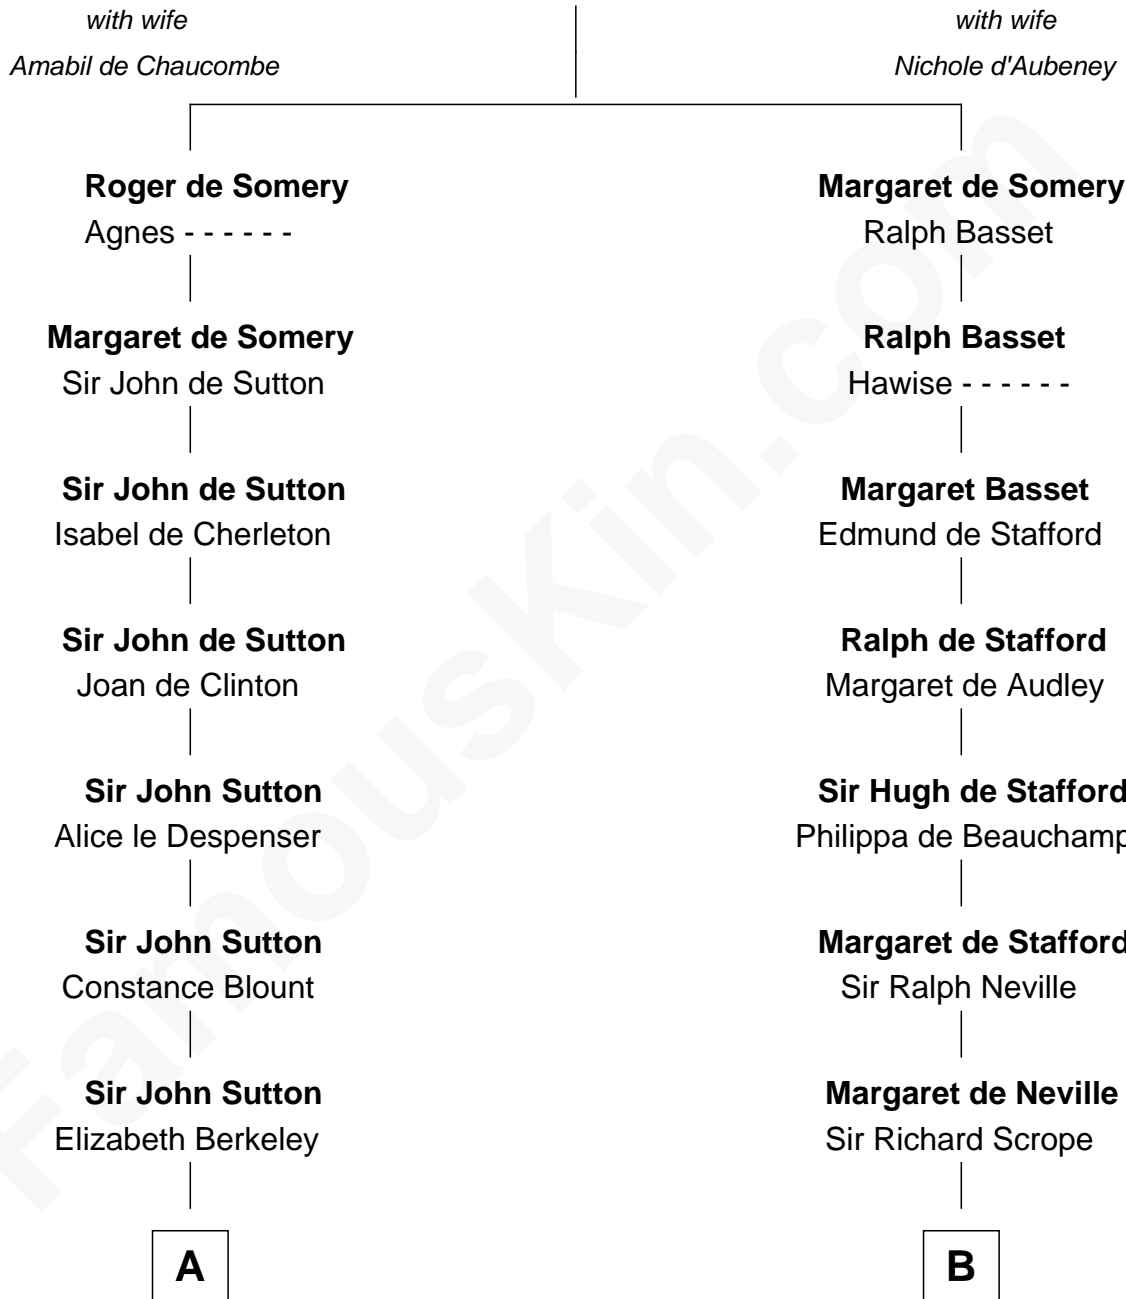 with wife
Amabil de Chaucombe
with wife
Nichole d'Aubeney
Roger de Somery
Agnes - - - - - -
Margaret de Somery
Ralph Basset
Margaret de Somery
Sir John de Sutton
Ralph Basset
Hawise - - - - - -
Sir John de Sutton
Isabel de Cherleton
Margaret Basset
Edmund de Stafford
Sir John de Sutton
Joan de Clinton
Ralph de Stafford
Margaret de Audley
Sir John Sutton
Alice le Despenser
Sir Hugh de Stafford
Philippa de Beauchamp
Sir John Sutton
Constance Blount
Margaret de Stafford
Sir Ralph Neville
Sir John Sutton
Elizabeth Berkeley
Margaret de Neville
Sir Richard Scrope
A
B
FamousKin.com